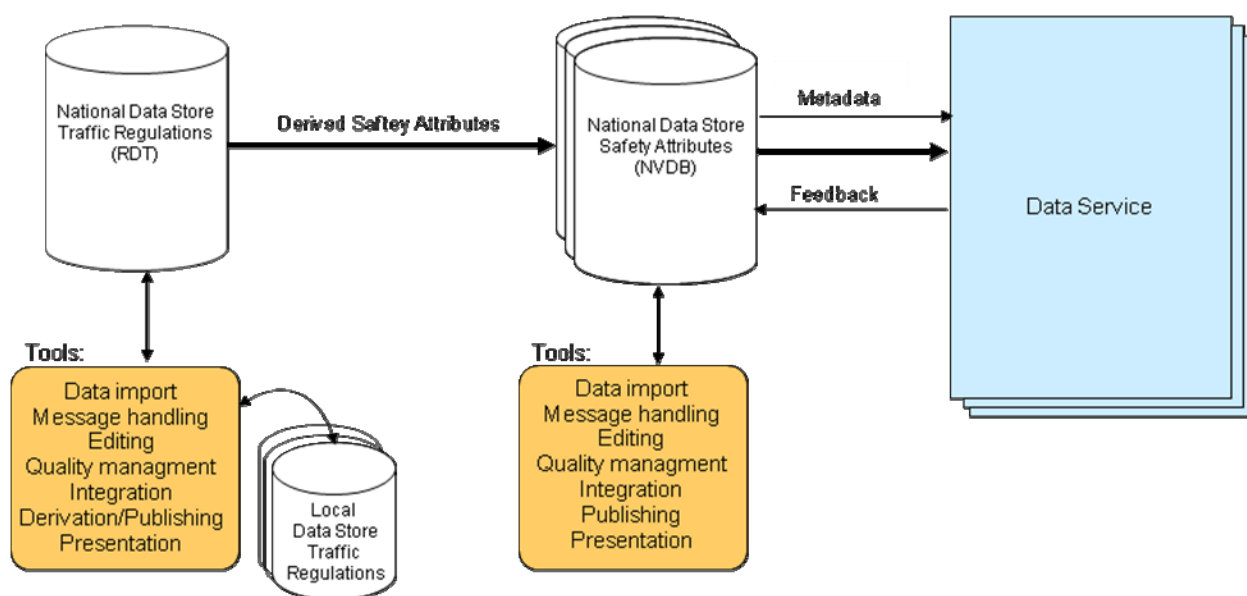 National Data Store
Traffic Regulations
(RDT)
Derived Saftey Attributes
National Data Store
Safety Attributes
(NVDB)
Metadata
Feedback
Data Service
Tools:
Data import
Message handling
Editing
Quality managment
Integration
Derivation/Publishing
Presentation
Local
Data Store
Traffic
Regulations
Tools:
Data import
Message handling
Editing
Quality managment
Integration
Publishing
Presentation